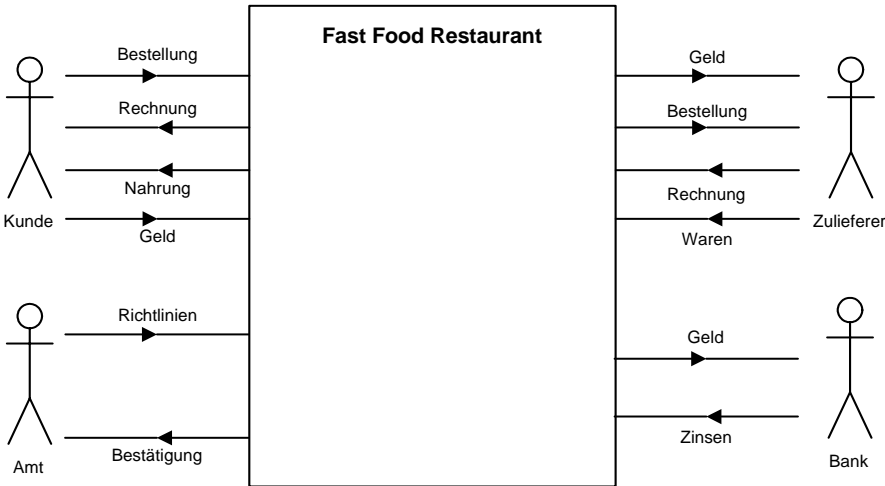 Fast Food Restaurant
Bestellung
Rechnung
Nahrung
Geld
Kunde
Geld
Bestellung
Rechnung
Waren
Zulieferer
Richtlinien
Bestätigung
Amt
Geld
Zinsen
Bank